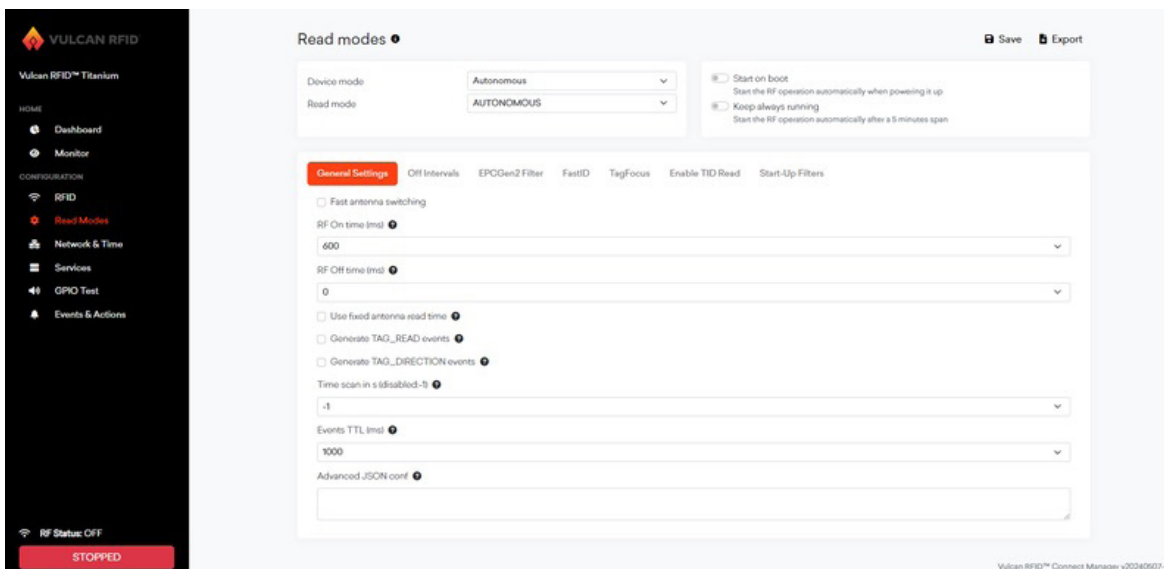 VULCAN RFID
Vulcan RFID™ Titanium
HOME
Dashboard
Monitor
CONFIGURATION
RFID
Read Modes
Network & Time
Services
GPIO Test
Events & Actions
RF Status: OFF
STOPPED
Read modes
Save Export
Device mode Autonomous
Read mode AUTONOMOUS
Start on boot
Start the RF operation automatically when powering it up
Keep always running
Start the RF operation automatically after a 5 minutes span
General Settings Off Intervals EPCGen2 Filter FastID TagFocus Enable TID Read Start-Up Filters
Fast antenna switching
RF On time (ms)
600
RF Off time (ms)
0
Use fixed antenna read time
Generate TAG_READ events
Generate TAG_DIRECTION events
Time scan in s (disabled:-1)
-1
Events TTL (ms)
1000
Advanced JSON conf
Vulcan RFID™ Connect Manager v20240507-